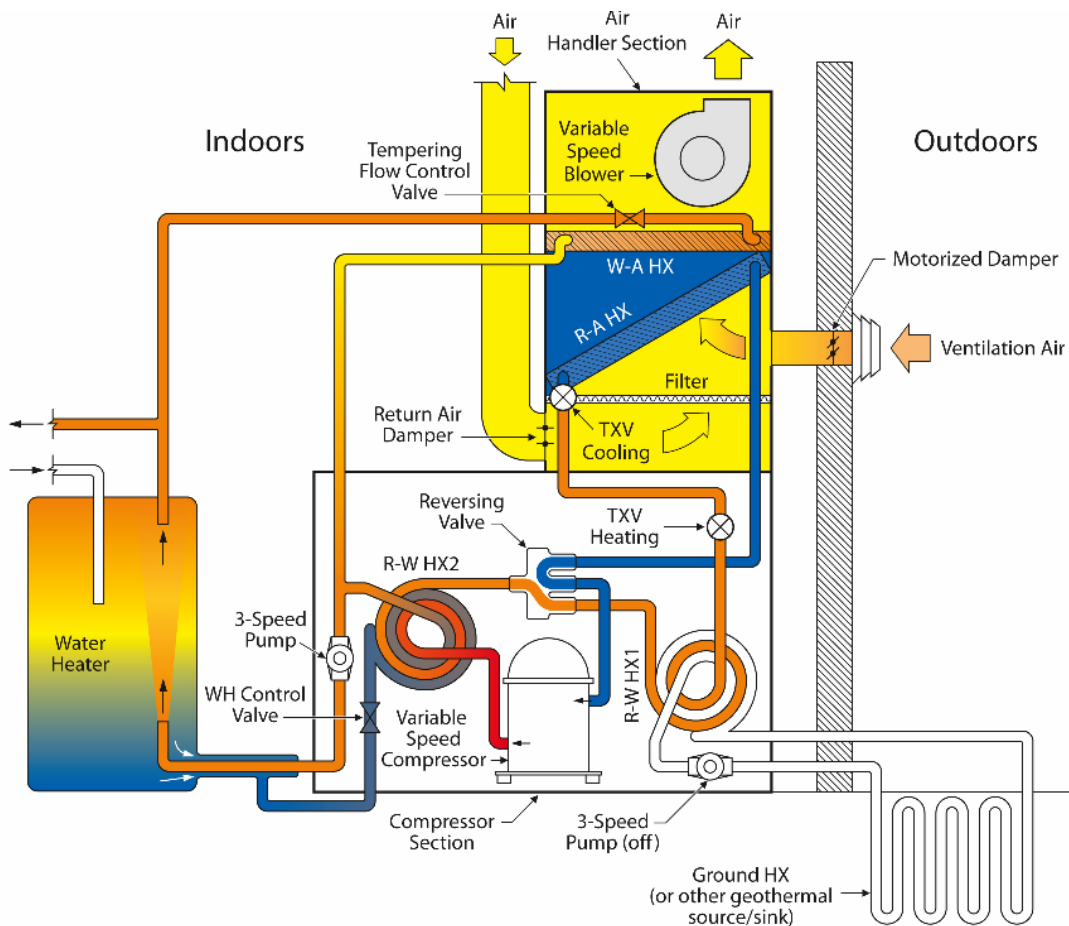 Air
Air
Handler Section
Air
Indoors
Outdoors
Variable
Speed
Blower
Tempering
Flow Control
Valve
W-A HX
R-A HX
Motorized Damper
Ventilation Air
Filter
Return Air
Damper
TXV
Cooling
Reversing
Valve
TXV
Heating
R-W HX2
3-Speed
Pump
Water
Heater
WH Control
Valve
R-W HX1
Variable
Speed
Compressor
Compressor
Section
3-Speed
Pump (off)
Ground HX
(or other geothermal
source/sink)